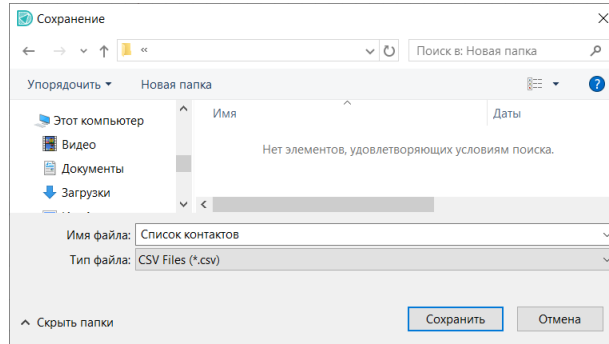 Сохранение
«
Поиск в: Новая папка
Упорядочить
Новая папка
?
Имя
Даты
Этот компьютер
Видео
Документы
Загрузки
Нет элементов, удовлетворяющих условиям поиска.
Имя файла: Список контактов
Тип файла: CSV Files (*.csv)
Скрыть папки
Сохранить
Отмена